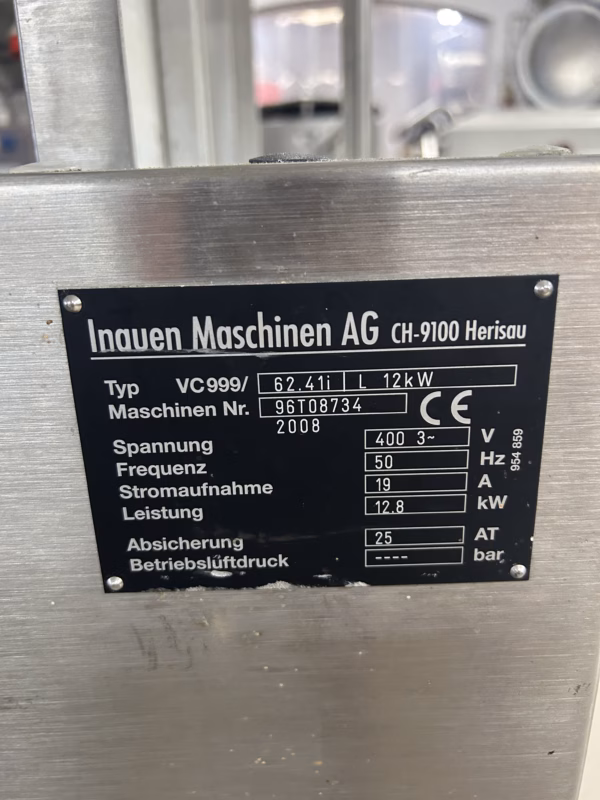 Inauen Maschinen AG CH-9100 Herisau
Typ VC999/ 62.41i | L 12kW
Maschinen Nr. 96T08734
2008
CE
Spannung 400 3~ V
Frequenz 50 Hz
Stromaufnahme 19 A
Leistung 12.8 kW
Absicherung 25 AT
Betriebslüftdruck ---- bar
954 859